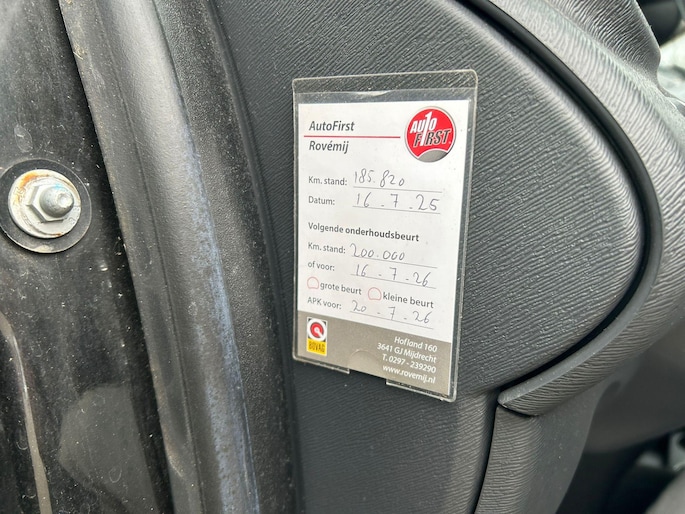 AutoFirst
Rovémij
AUTO FIRST
Km. stand: 185.820
Datum: 16.7.25
Volgende onderhoudsbeurt
Km. stand: 200.000
of voor: 16.7.26
grote beurt kleine beurt
APK voor: 20.7.26
BOVAG
Hofland 160
3641 GJ Mijdrecht
T. 0297 - 239290
www.rovemij.nl